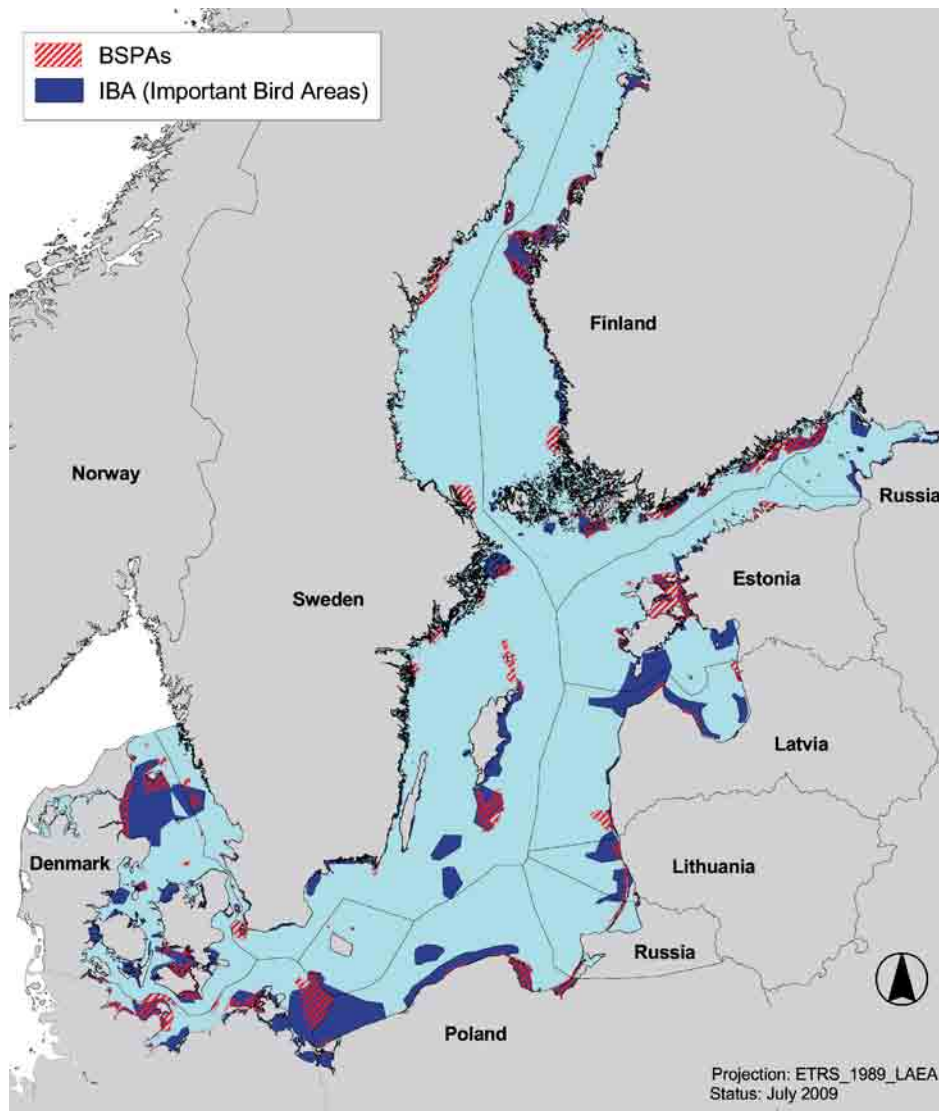 BSPAs
IBA (Important Bird Areas)
Finland
Norway
Russia
Estonia
Sweden
Latvia
Denmark
Lithuania
Russia
Poland
Projection: ETRS_1989_LAEA
Status: July 2009